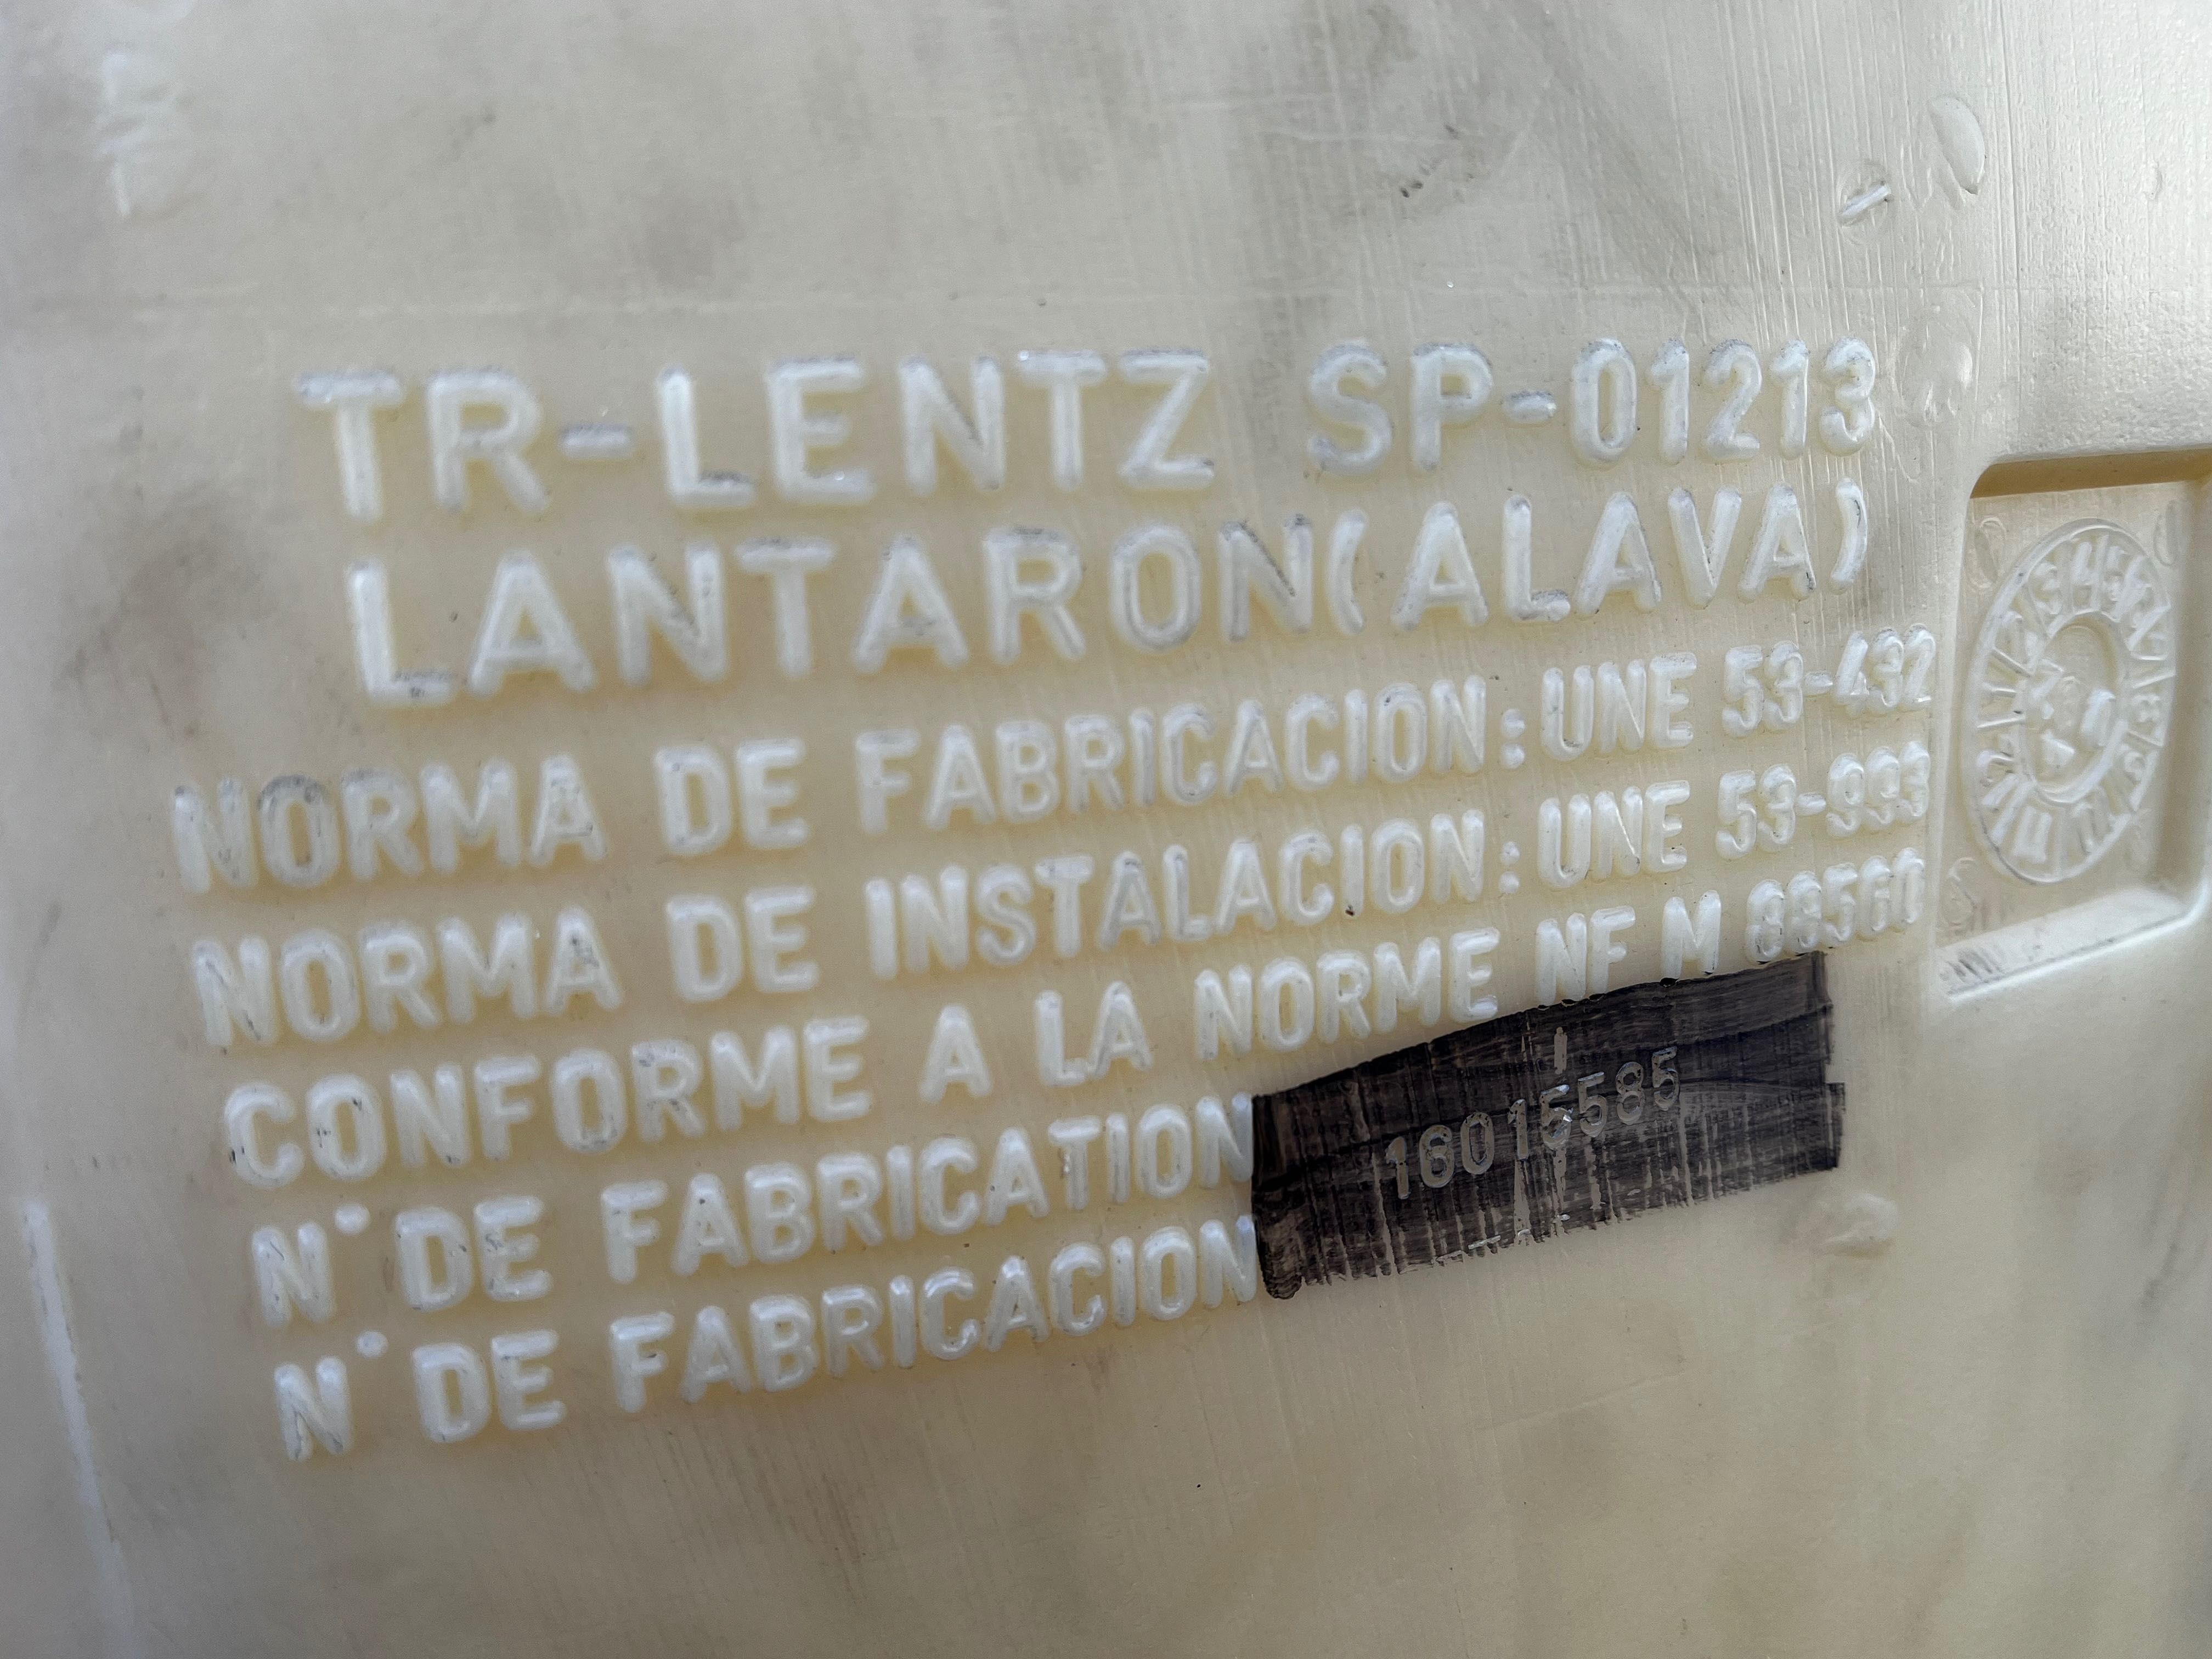 TR-LENTZ SP-01213
LANTARON(ALAVA)
NORMA DE FABRICACION: UNE 53-432
NORMA DE INSTALACION: UNE 53-993
CONFORME A LA NORME NF M 88560
N° DE FABRICATION
16015585
N° DE FABRICACION